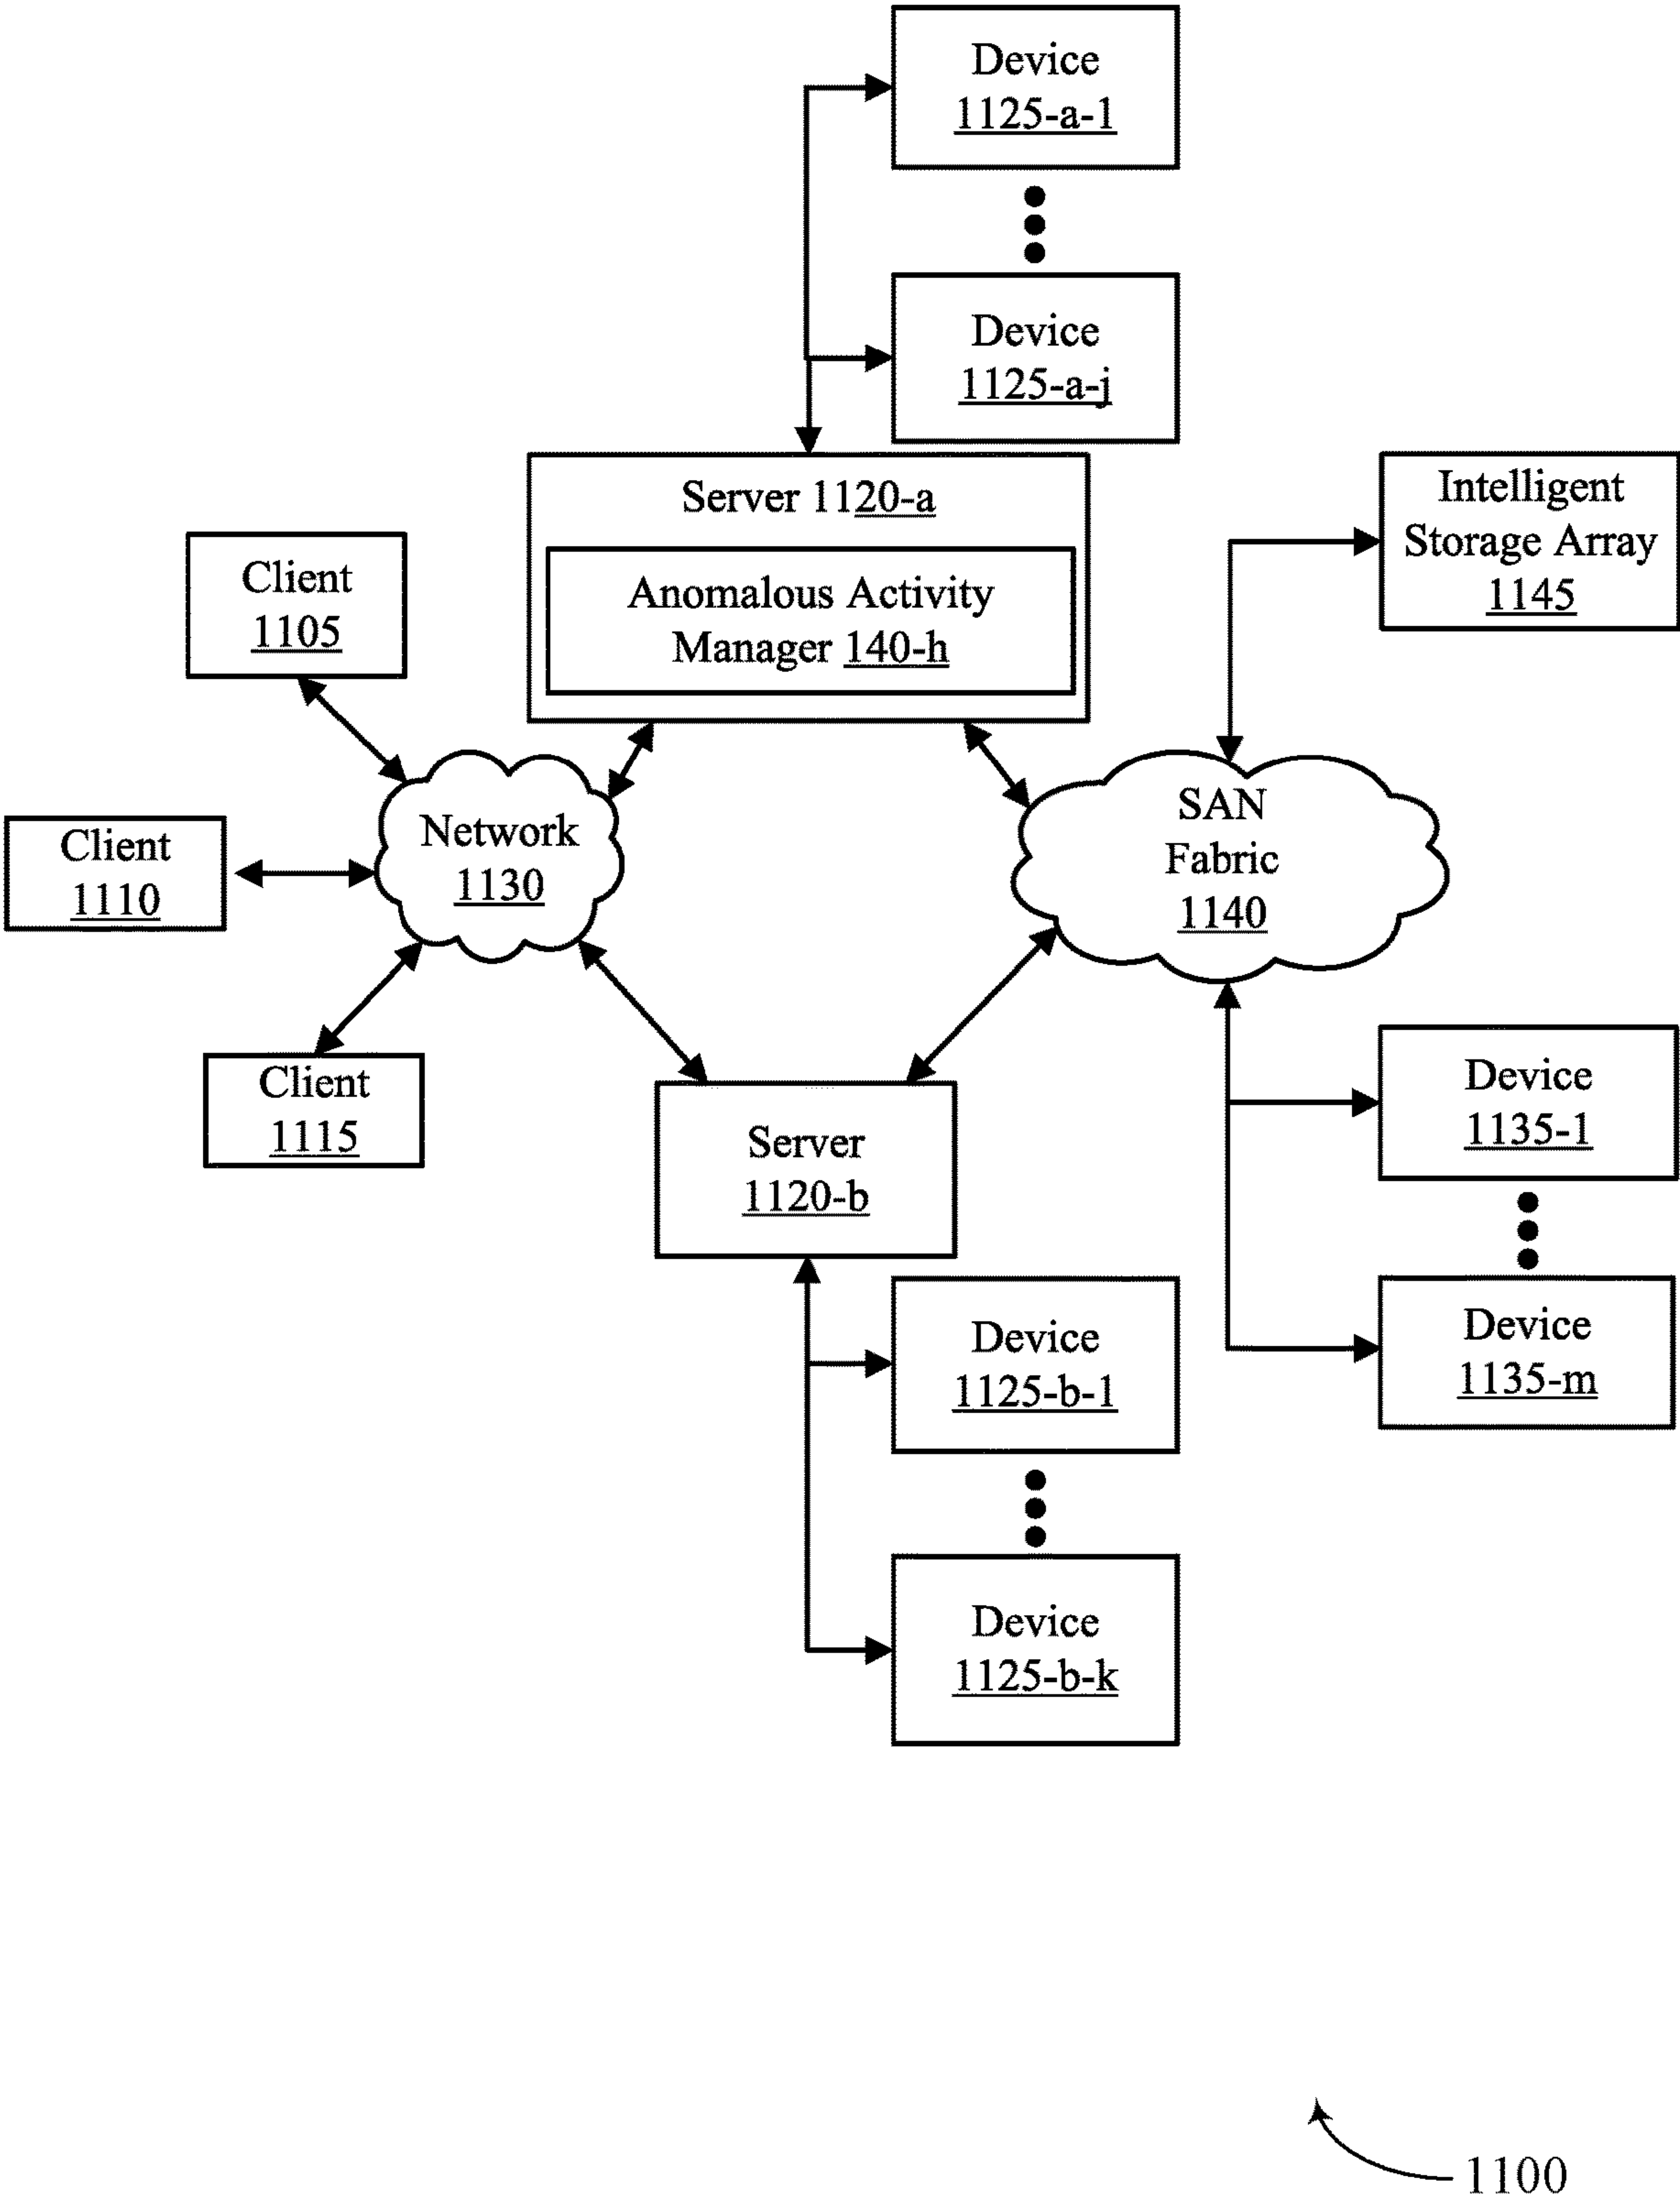 Device
1125-a-1
Device
1125-a-j
Server 1120-a
Anomalous Activity
Manager 140-h
Intelligent
Storage Array
1145
Client
1105
Network
1130
SAN
Fabric
1140
Client
1110
Client
1115
Server
1120-b
Device
1135-1
Device
1135-m
Device
1125-b-1
Device
1125-b-k
1100